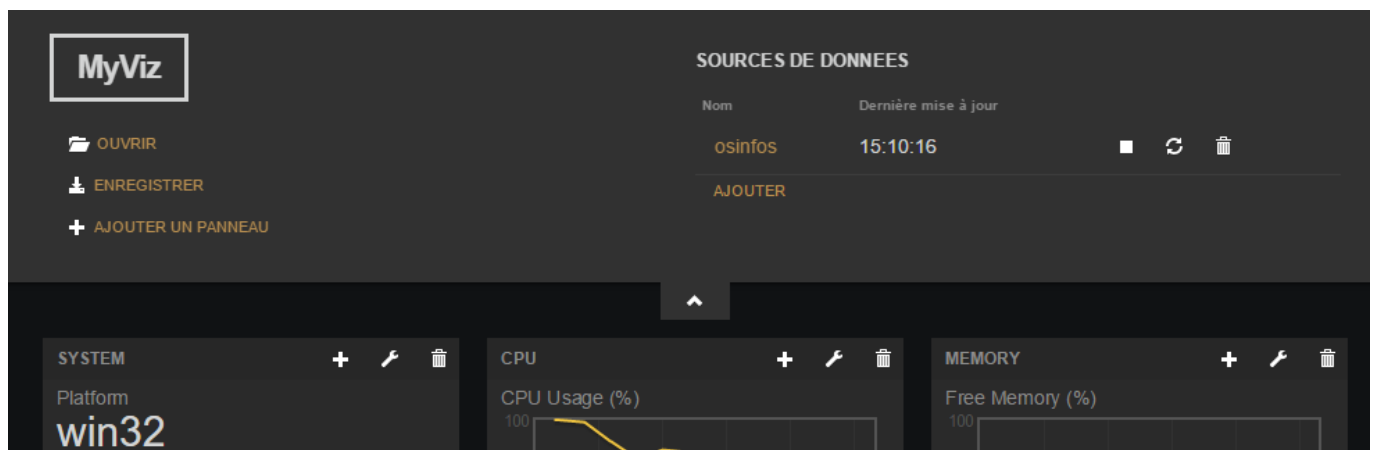 MyViz
OUVRIR
ENREGISTRER
AJOUTER UN PANNEAU
SOURCES DE DONNEES
Nom Dernière mise à jour
osinfos 15:10:16
AJOUTER
SYSTEM
Platform
win32
CPU
CPU Usage (%)
100
MEMORY
Free Memory (%)
100